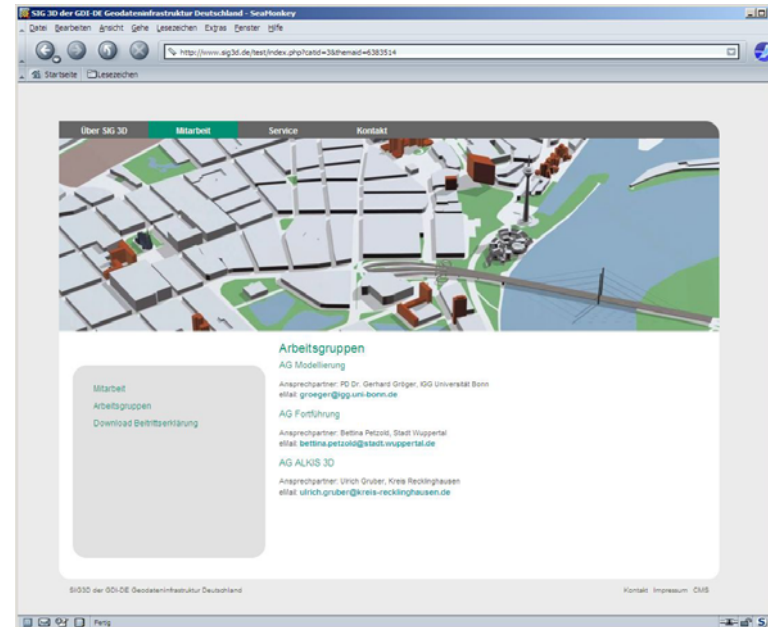 SIG 3D der GDI-DE Geodateninfrastruktur Deutschland - SeaMonkey
Datei Bearbeiten Ansicht Gehe Lesezeichen Extras Fenster Hilfe
http://www.sig3d.de/test/index.php?catid=3&themaid=6383514
Startseite Lesezeichen
Über SIG 3D Mitarbeit Service Kontakt
Arbeitsgruppen
AG Modellierung
Ansprechpartner: PD Dr. Gerhard Gröger, IGG Universität Bonn
eMail: groeger@igg.uni-bonn.de
AG Fortführung
Ansprechpartner: Bettina Petzold, Stadt Wuppertal
eMail: bettina.petzold@stadt.wuppertal.de
AG ALKIS 3D
Ansprechpartner: Ulrich Gruber, Kreis Recklinghausen
eMail: ulrich.gruber@kreis-recklinghausen.de
Mitarbeit
Arbeitsgruppen
Download Beitrittserklärung
SIG3D der GDI-DE Geodateninfrastruktur Deutschland
Kontakt Impressum CMS
Fertig